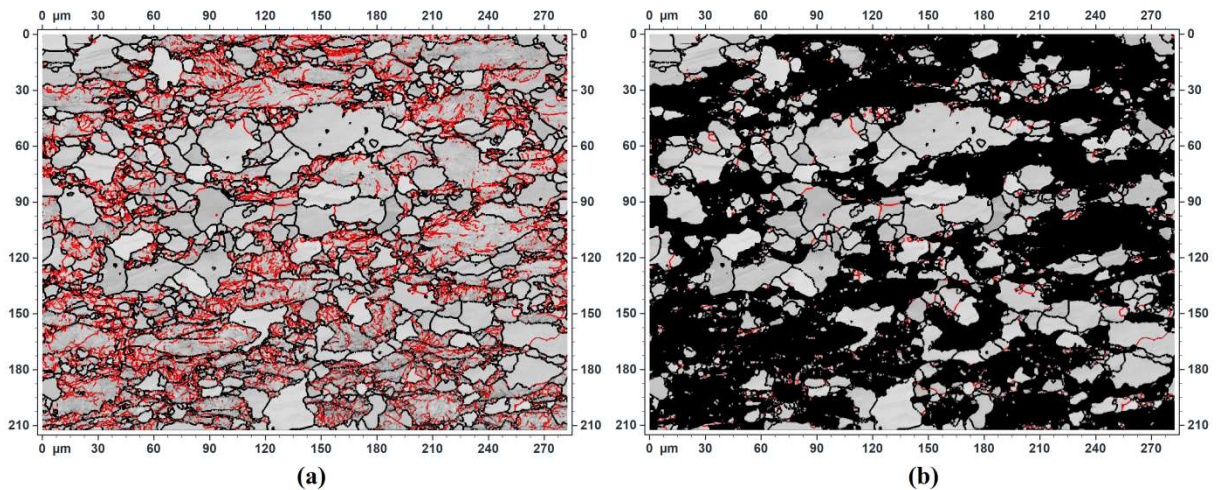 0 µm 30 60 90 120 150 180 210 240 270
0 µm 30 60 90 120 150 180 210 240 270
0 0 0 0
30 30 30 30
60 60 60 60
90 90 90 90
120 120 120 120
150 150 150 150
180 180 180 180
210 210 210 210
0 µm 30 60 90 120 150 180 210 240 270
0 µm 30 60 90 120 150 180 210 240 270
(a) (b)